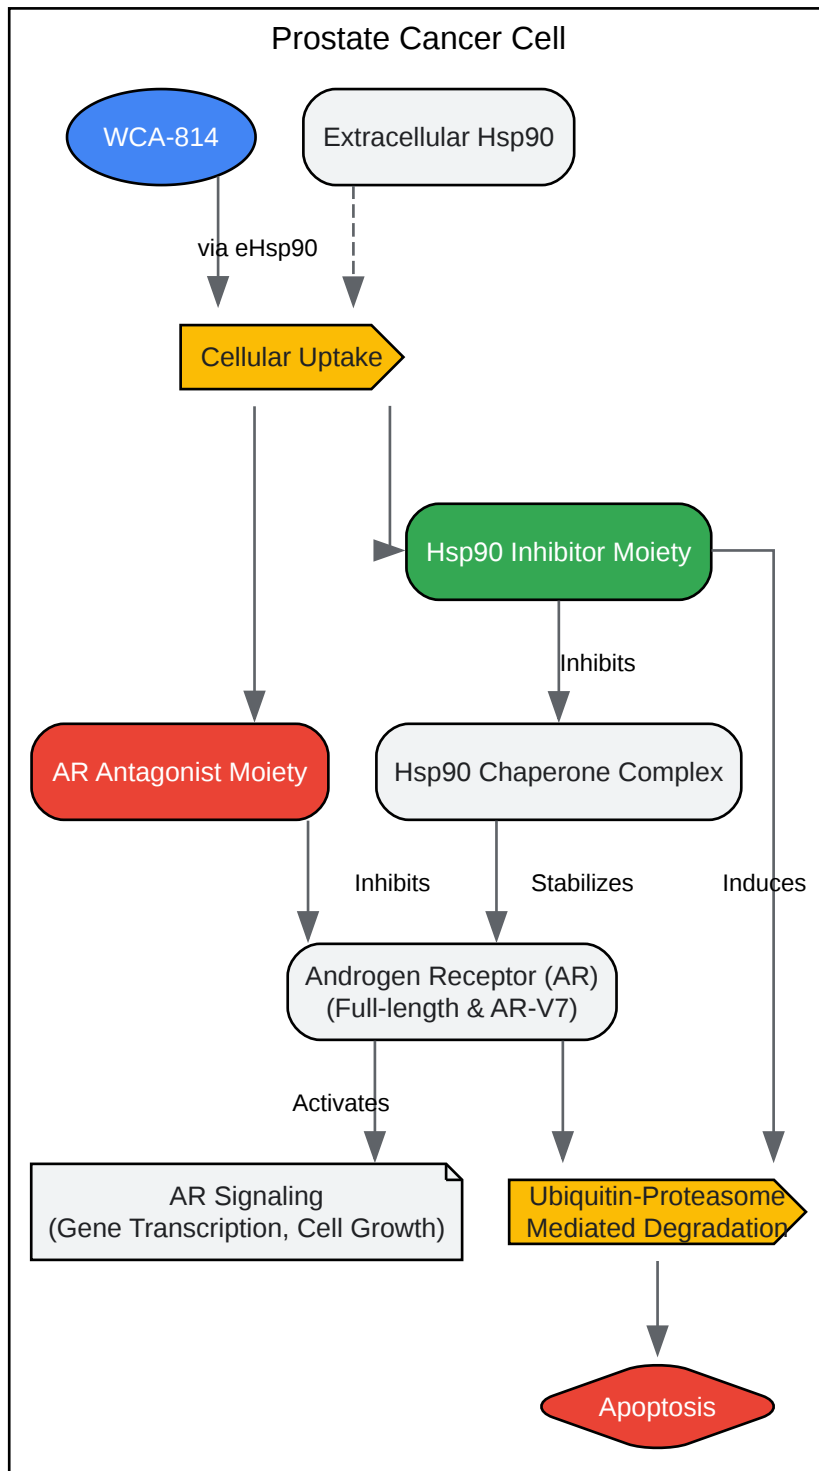 Prostate Cancer Cell
WCA-814
Extracellular Hsp90
via eHsp90
Cellular Uptake
Hsp90 Inhibitor Moiety
Inhibits
AR Antagonist Moiety
Hsp90 Chaperone Complex
Inhibits
Stabilizes
Induces
Androgen Receptor (AR)
(Full-length & AR-V7)
Activates
AR Signaling
(Gene Transcription, Cell Growth)
Ubiquitin-Proteasome
Mediated Degradation
Apoptosis